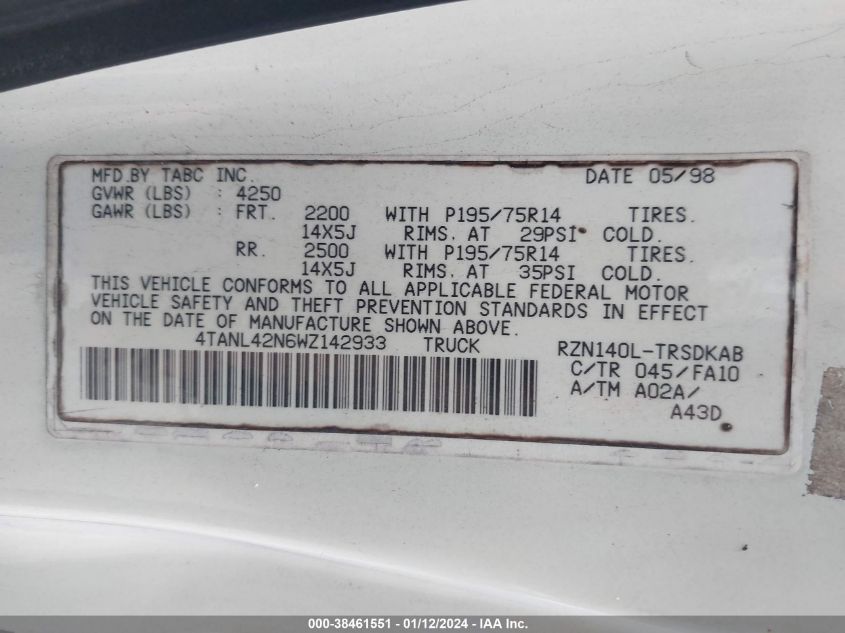 MFD.BY TABC INC. DATE 05/98
GVWR (LBS) : 4250
GAWR (LBS) : FRT. 2200 WITH P195/75R14 TIRES.
14X5J RIMS. AT 29PSI COLD.
RR. 2500 WITH P195/75R14 TIRES.
14X5J RIMS. AT 35PSI COLD.
THIS VEHICLE CONFORMS TO ALL APPLICABLE FEDERAL MOTOR
VEHICLE SAFETY AND THEFT PREVENTION STANDARDS IN EFFECT
ON THE DATE OF MANUFACTURE SHOWN ABOVE.
4TANL42N6WZ142933 TRUCK RZN140L-TRSDKAB
C/TR 045/FA10
A/TM A02A/
A43D
000-38461551 - 01/12/2024 - IAA Inc.